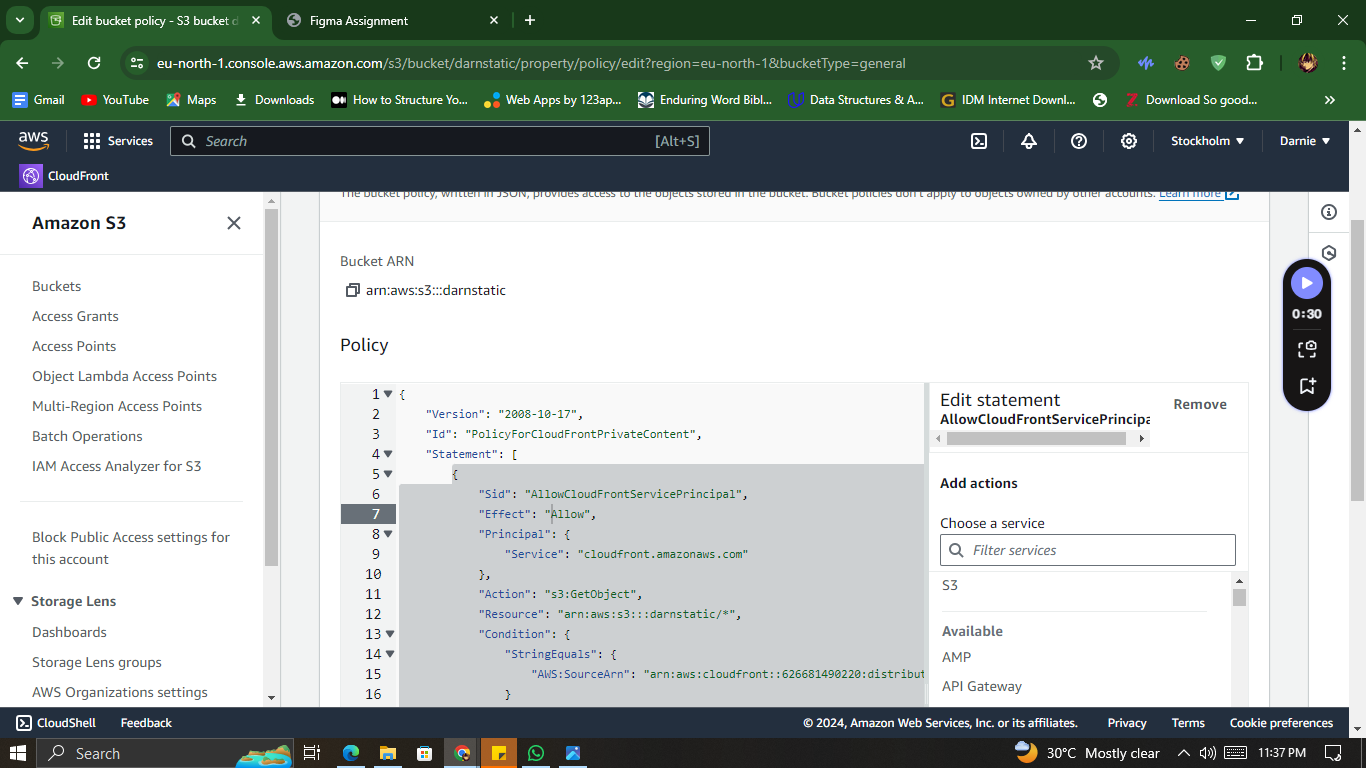 Edit bucket policy - S3 bucket d
Figma Assignment
eu-north-1.console.aws.amazon.com/s3/bucket/darnstatic/property/policy/edit?region=eu-north-1&bucketType=general
Gmail
YouTube
Maps
Downloads
How to Structure Yo...
Web Apps by 123ap...
Enduring Word Bibl...
Data Structures & A...
IDM Internet Downl...
Download So good...
aws
Services
Search
[Alt+S]
Stockholm
Darnie
CloudFront
The bucket policy, written in JSON, provides access to the objects stored in the bucket. Bucket policies don't apply to objects owned by other accounts. Learn more
Amazon S3
Buckets
Access Grants
Access Points
Object Lambda Access Points
Multi-Region Access Points
Batch Operations
IAM Access Analyzer for S3
Block Public Access settings for
this account
Storage Lens
Dashboards
Storage Lens groups
AWS Organizations settings
Bucket ARN
arn:aws:s3:::darnstatic
Policy
1 {
2 "Version": "2008-10-17",
3 "Id": "PolicyForCloudFrontPrivateContent",
4 "Statement": [
5 {
6 "Sid": "AllowCloudFrontServicePrincipal",
7 "Effect": "Allow",
8 "Principal": {
9 "Service": "cloudfront.amazonaws.com"
10 },
11 "Action": "s3:GetObject",
12 "Resource": "arn:aws:s3:::darnstatic/*",
13 "Condition": {
14 "StringEquals": {
15 "AWS:SourceArn": "arn:aws:cloudfront::626681490220:distribut
16 }
Edit statement
AllowCloudFrontServicePrincipa
Remove
Add actions
Choose a service
Filter services
S3
Available
AMP
API Gateway
0:30
CloudShell
Feedback
© 2024, Amazon Web Services, Inc. or its affiliates.
Privacy
Terms
Cookie preferences
Search
30°C Mostly clear
11:37 PM